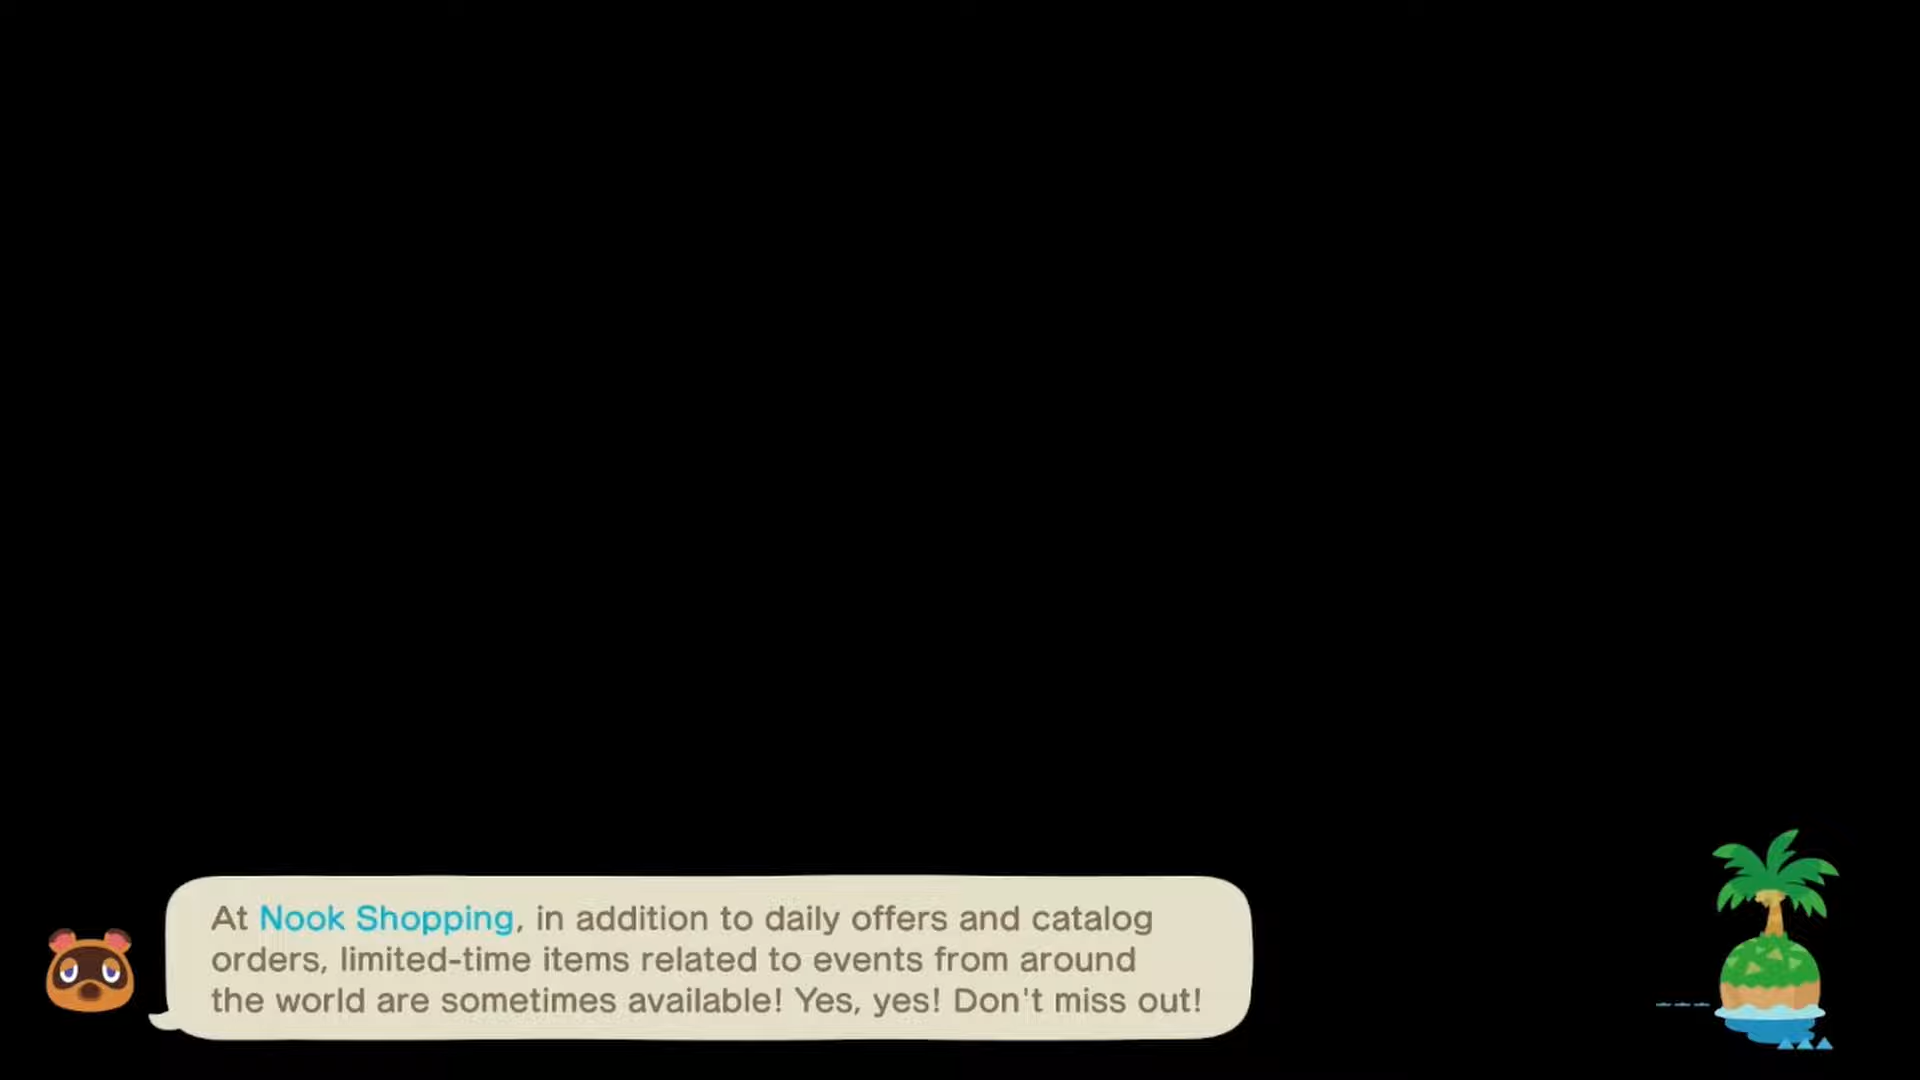 At Nook Shopping, in addition to daily offers and catalog
orders, limited-time items related to events from around
the world are sometimes available! Yes, yes! Don't miss out!